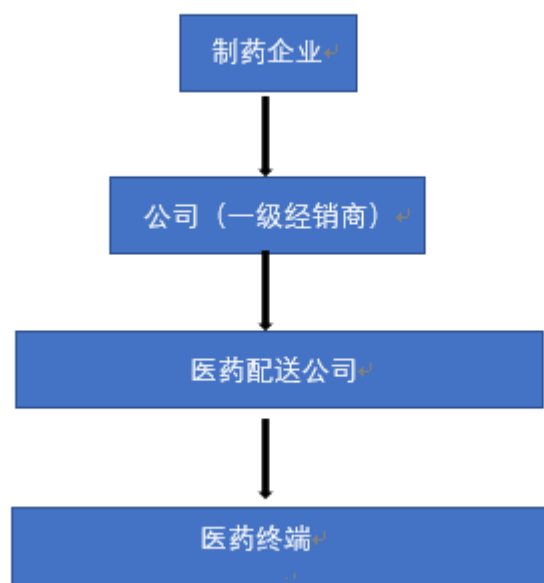 制药企业
公司（一级经销商）
医药配送公司
医药终端